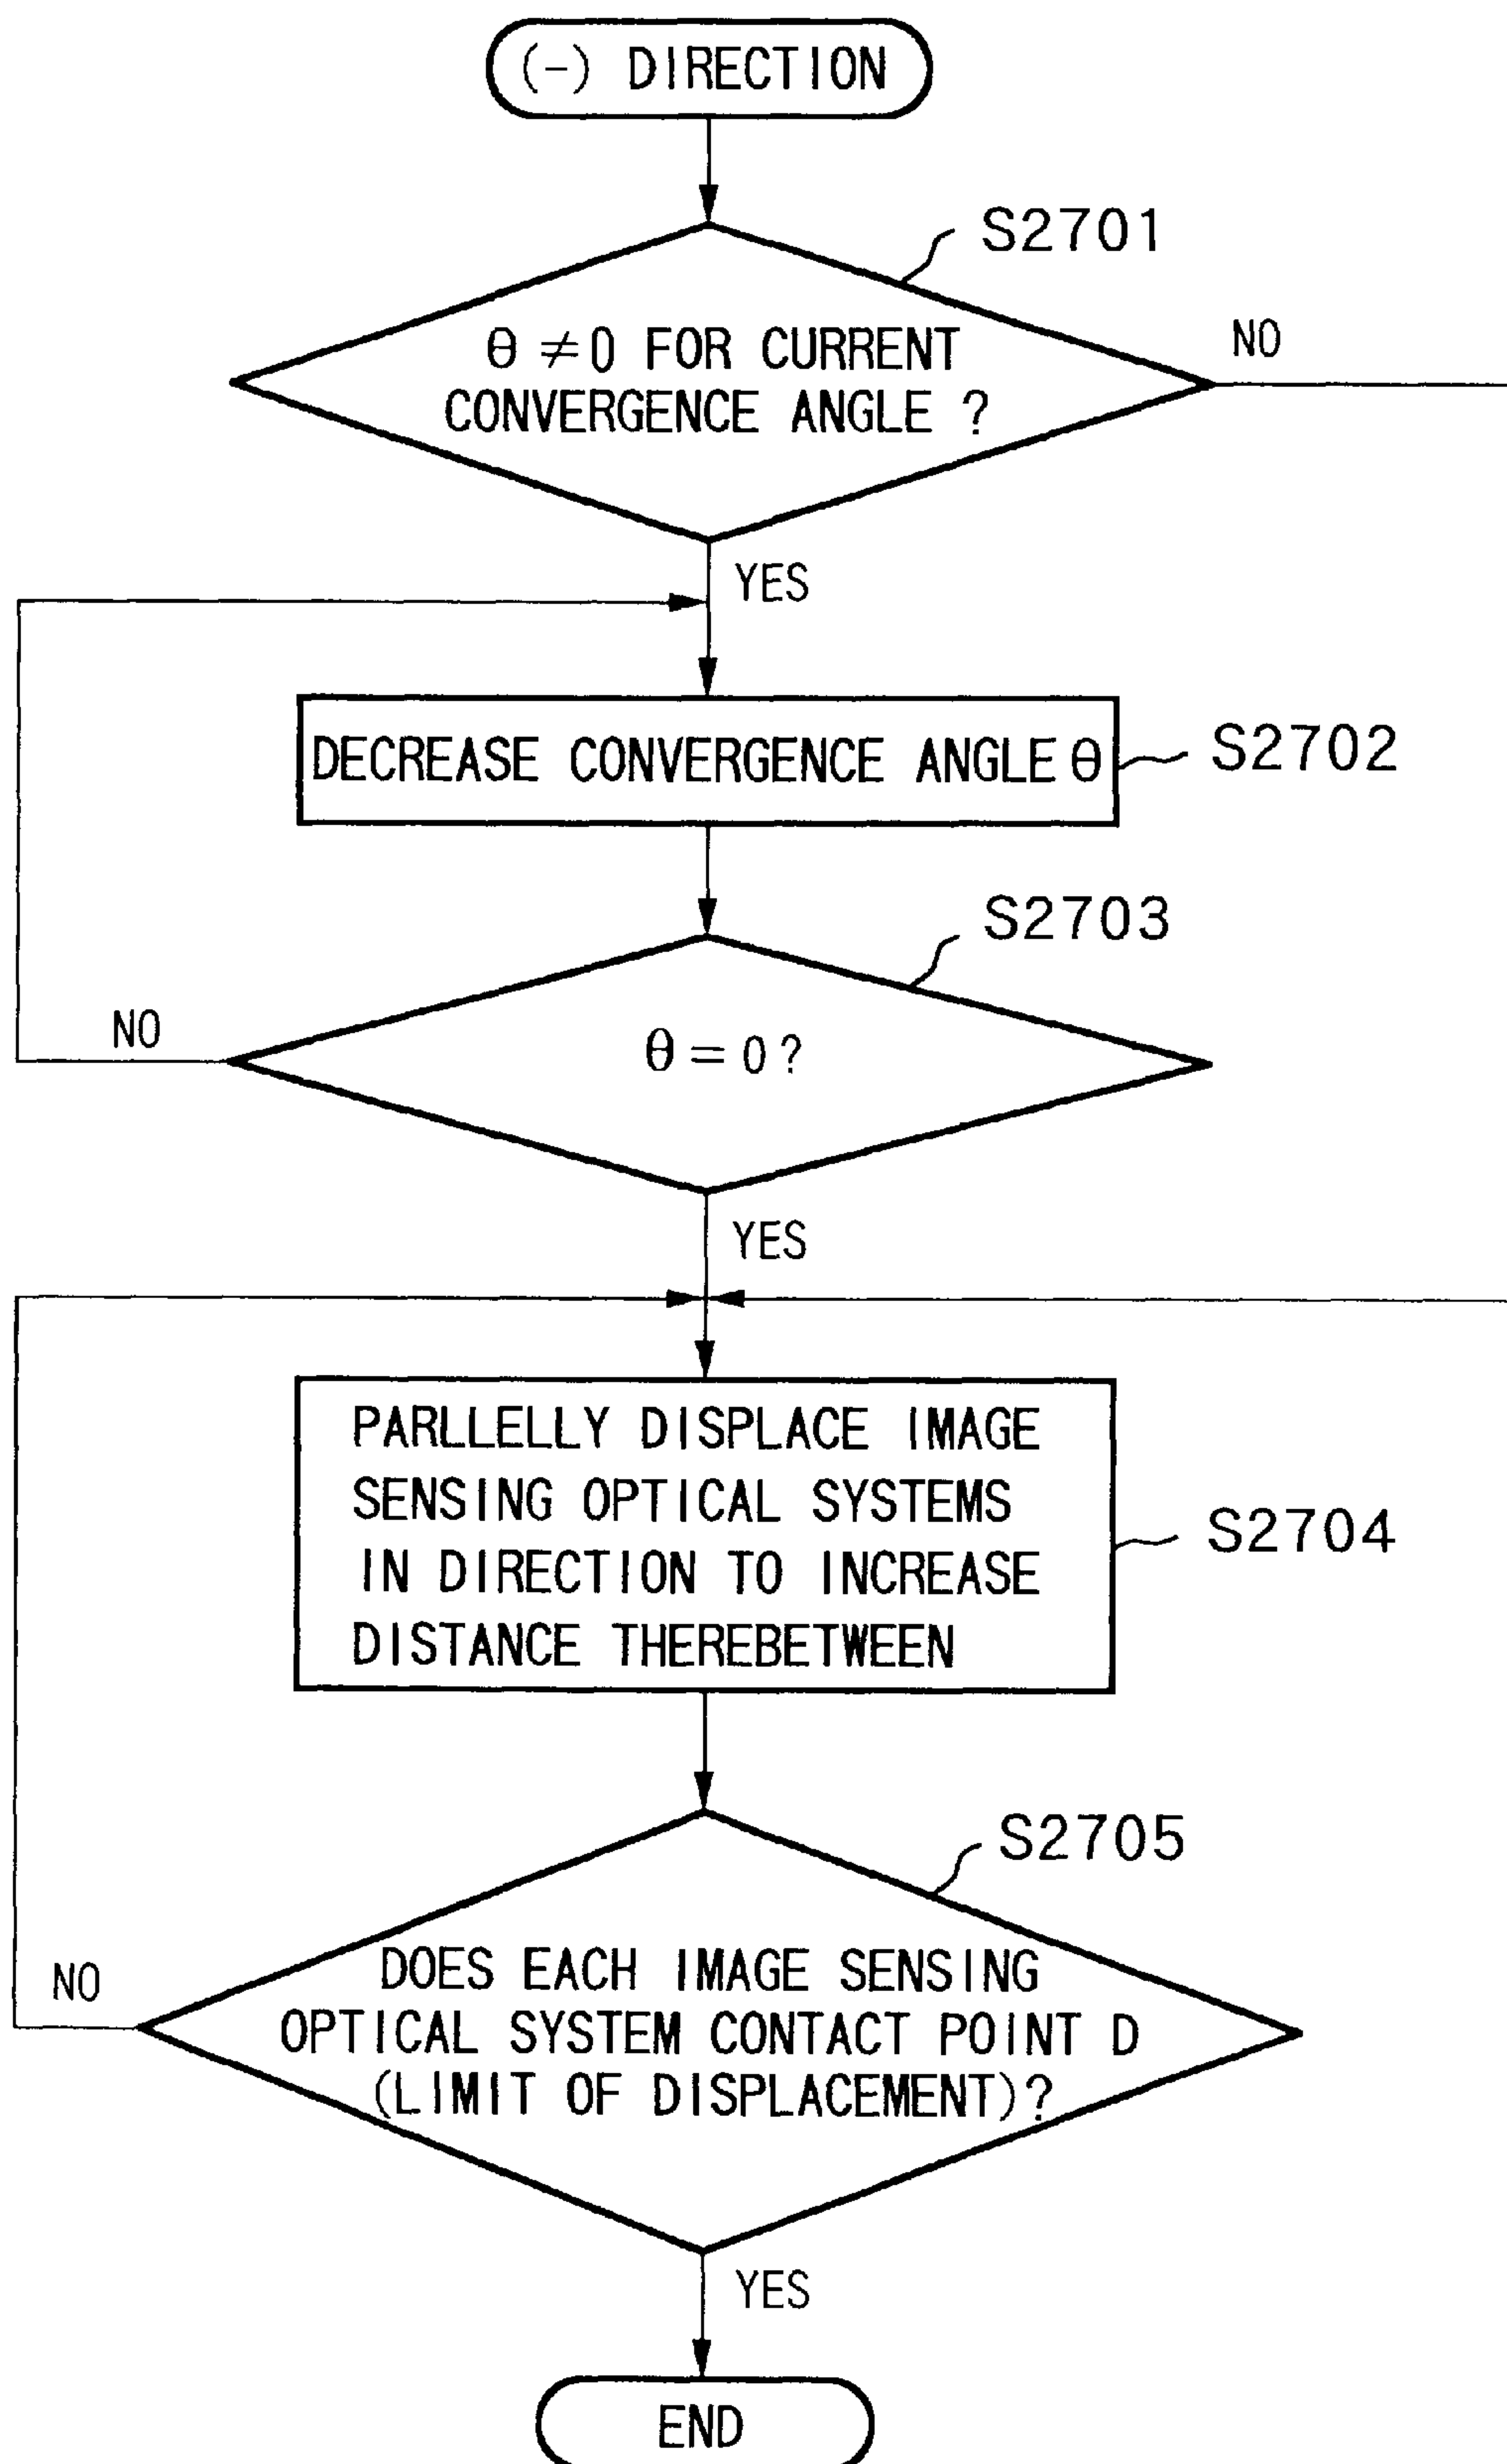 (-) DIRECTION
S2701
θ ≠0 FOR CURRENT
CONVERGENCE ANGLE ?
NO
YES
DECREASE CONVERGENCE ANGLE θ
S2702
S2703
θ = 0 ?
NO
YES
PARLLELLY DISPLACE IMAGE
SENSING OPTICAL SYSTEMS
IN DIRECTION TO INCREASE
DISTANCE THEREBETWEEN
S2704
S2705
DOES EACH IMAGE SENSING
OPTICAL SYSTEM CONTACT POINT D
(LIMIT OF DISPLACEMENT)?
NO
YES
END